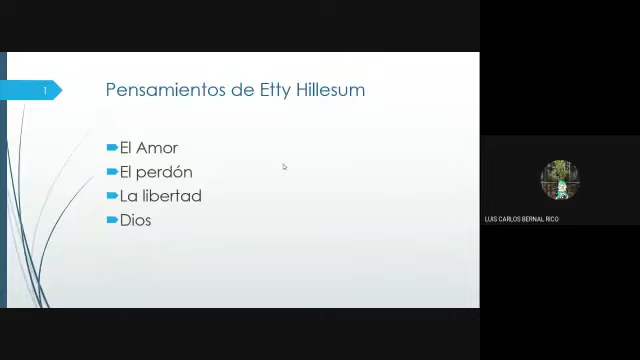 1
Pensamientos de Etty Hillesum
El Amor
El perdón
La libertad
Dios
LUIS CARLOS BERNAL RICO